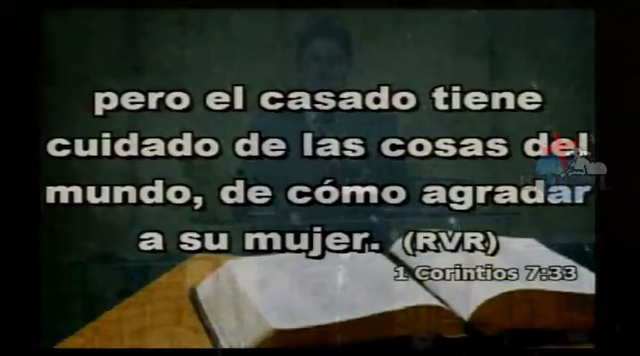 pero el casado tiene
cuidado de las cosas del
mundo, de cómo agradar
a su mujer. (RVR)
1 Corintios 7:33